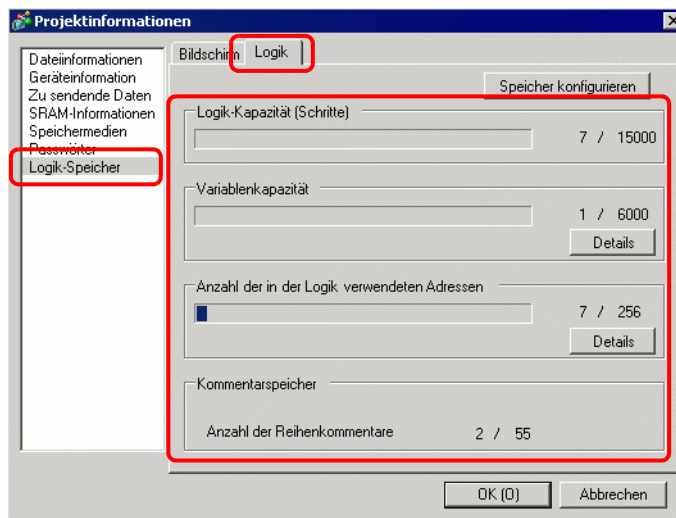 Projektinformationen
Dateiinformationen
Geräteinformation
Zu sendende Daten
SRAM-Informationen
Speichermedien
Passwörter
Logik-Speicher
Bildschirm
Logik
Speicher konfigurieren
Logik-Kapazität (Schritte)
7 / 15000
Variablenkapazität
1 / 6000
Details
Anzahl der in der Logik verwendeten Adressen
7 / 256
Details
Kommentarspeicher
Anzahl der Reihenkommentare 2 / 55
OK (O) Abbrechen